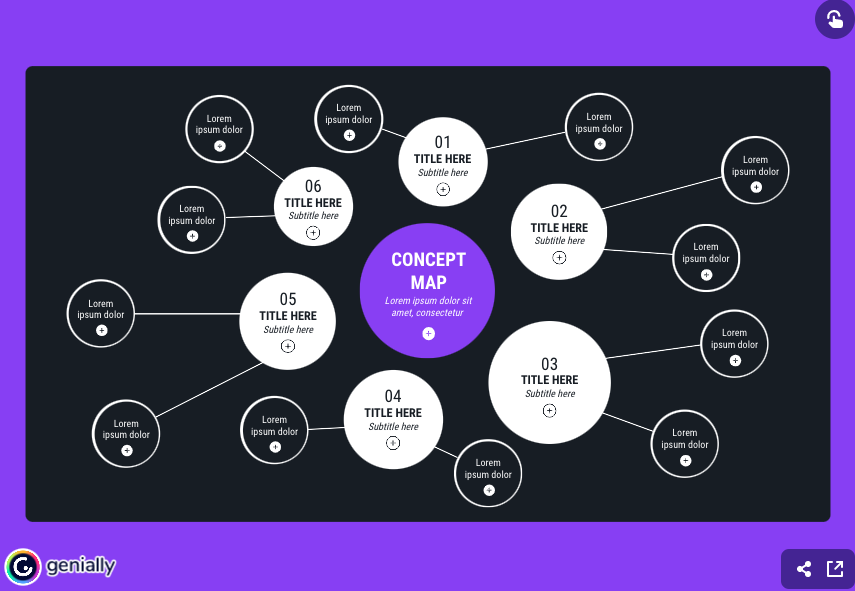 Lorem
ipsum dolor
Lorem
ipsum dolor
01
TITLE HERE
Subtitle here
Lorem
ipsum dolor
Lorem
ipsum dolor
06
TITLE HERE
Subtitle here
Lorem
ipsum dolor
02
TITLE HERE
Subtitle here
Lorem
ipsum dolor
CONCEPT
MAP
Lorem ipsum dolor sit
amet, consectetur
Lorem
ipsum dolor
05
TITLE HERE
Subtitle here
Lorem
ipsum dolor
03
TITLE HERE
Subtitle here
04
TITLE HERE
Subtitle here
Lorem
ipsum dolor
Lorem
ipsum dolor
Lorem
ipsum dolor
Lorem
ipsum dolor
genially